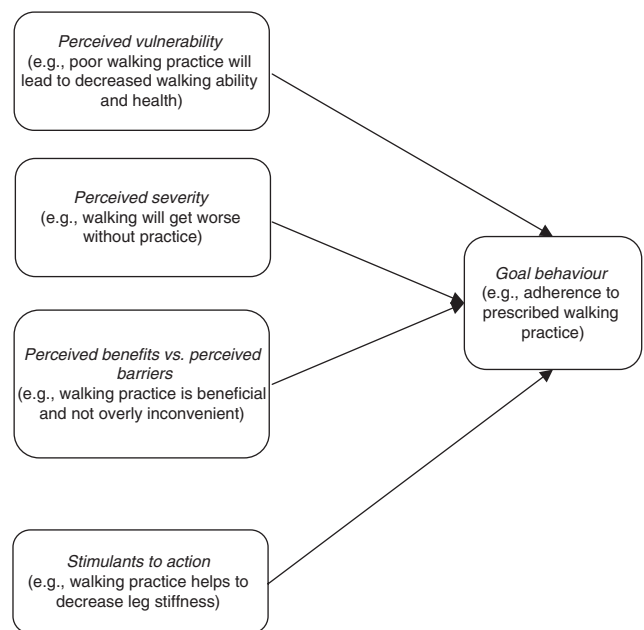 Perceived vulnerability
(e.g., poor walking practice will
lead to decreased walking ability
and health)
Perceived severity
(e.g., walking will get worse
without practice)
Perceived benefits vs. perceived
barriers
(e.g., walking practice is beneficial
and not overly inconvenient)
Stimulants to action
(e.g., walking practice helps to
decrease leg stiffness)
Goal behaviour
(e.g., adherence to
prescribed walking
practice)